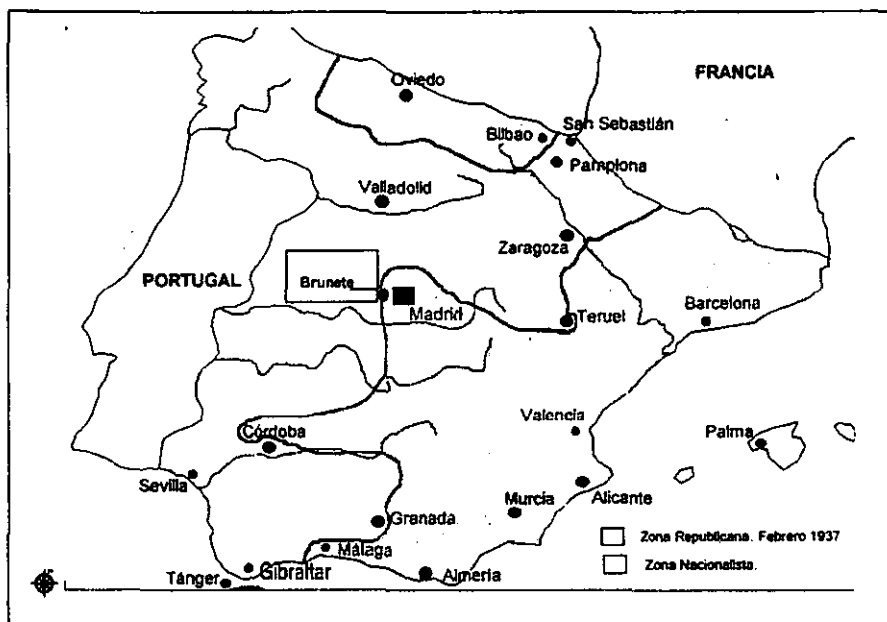 FRANCIA
Oviedo
Bilbao
San Sebastián
Pamplona
Valladolid
Zaragoza
PORTUGAL
Brunete
Madrid
Teruel
Barcelona
Córdoba
Valencia
Palma
Sevilla
Murcia
Alicante
Granada
Málaga
Zona Republicana. Febrero 1937
Zona Nacionalista.
Tánger
Gibraltar
Almería